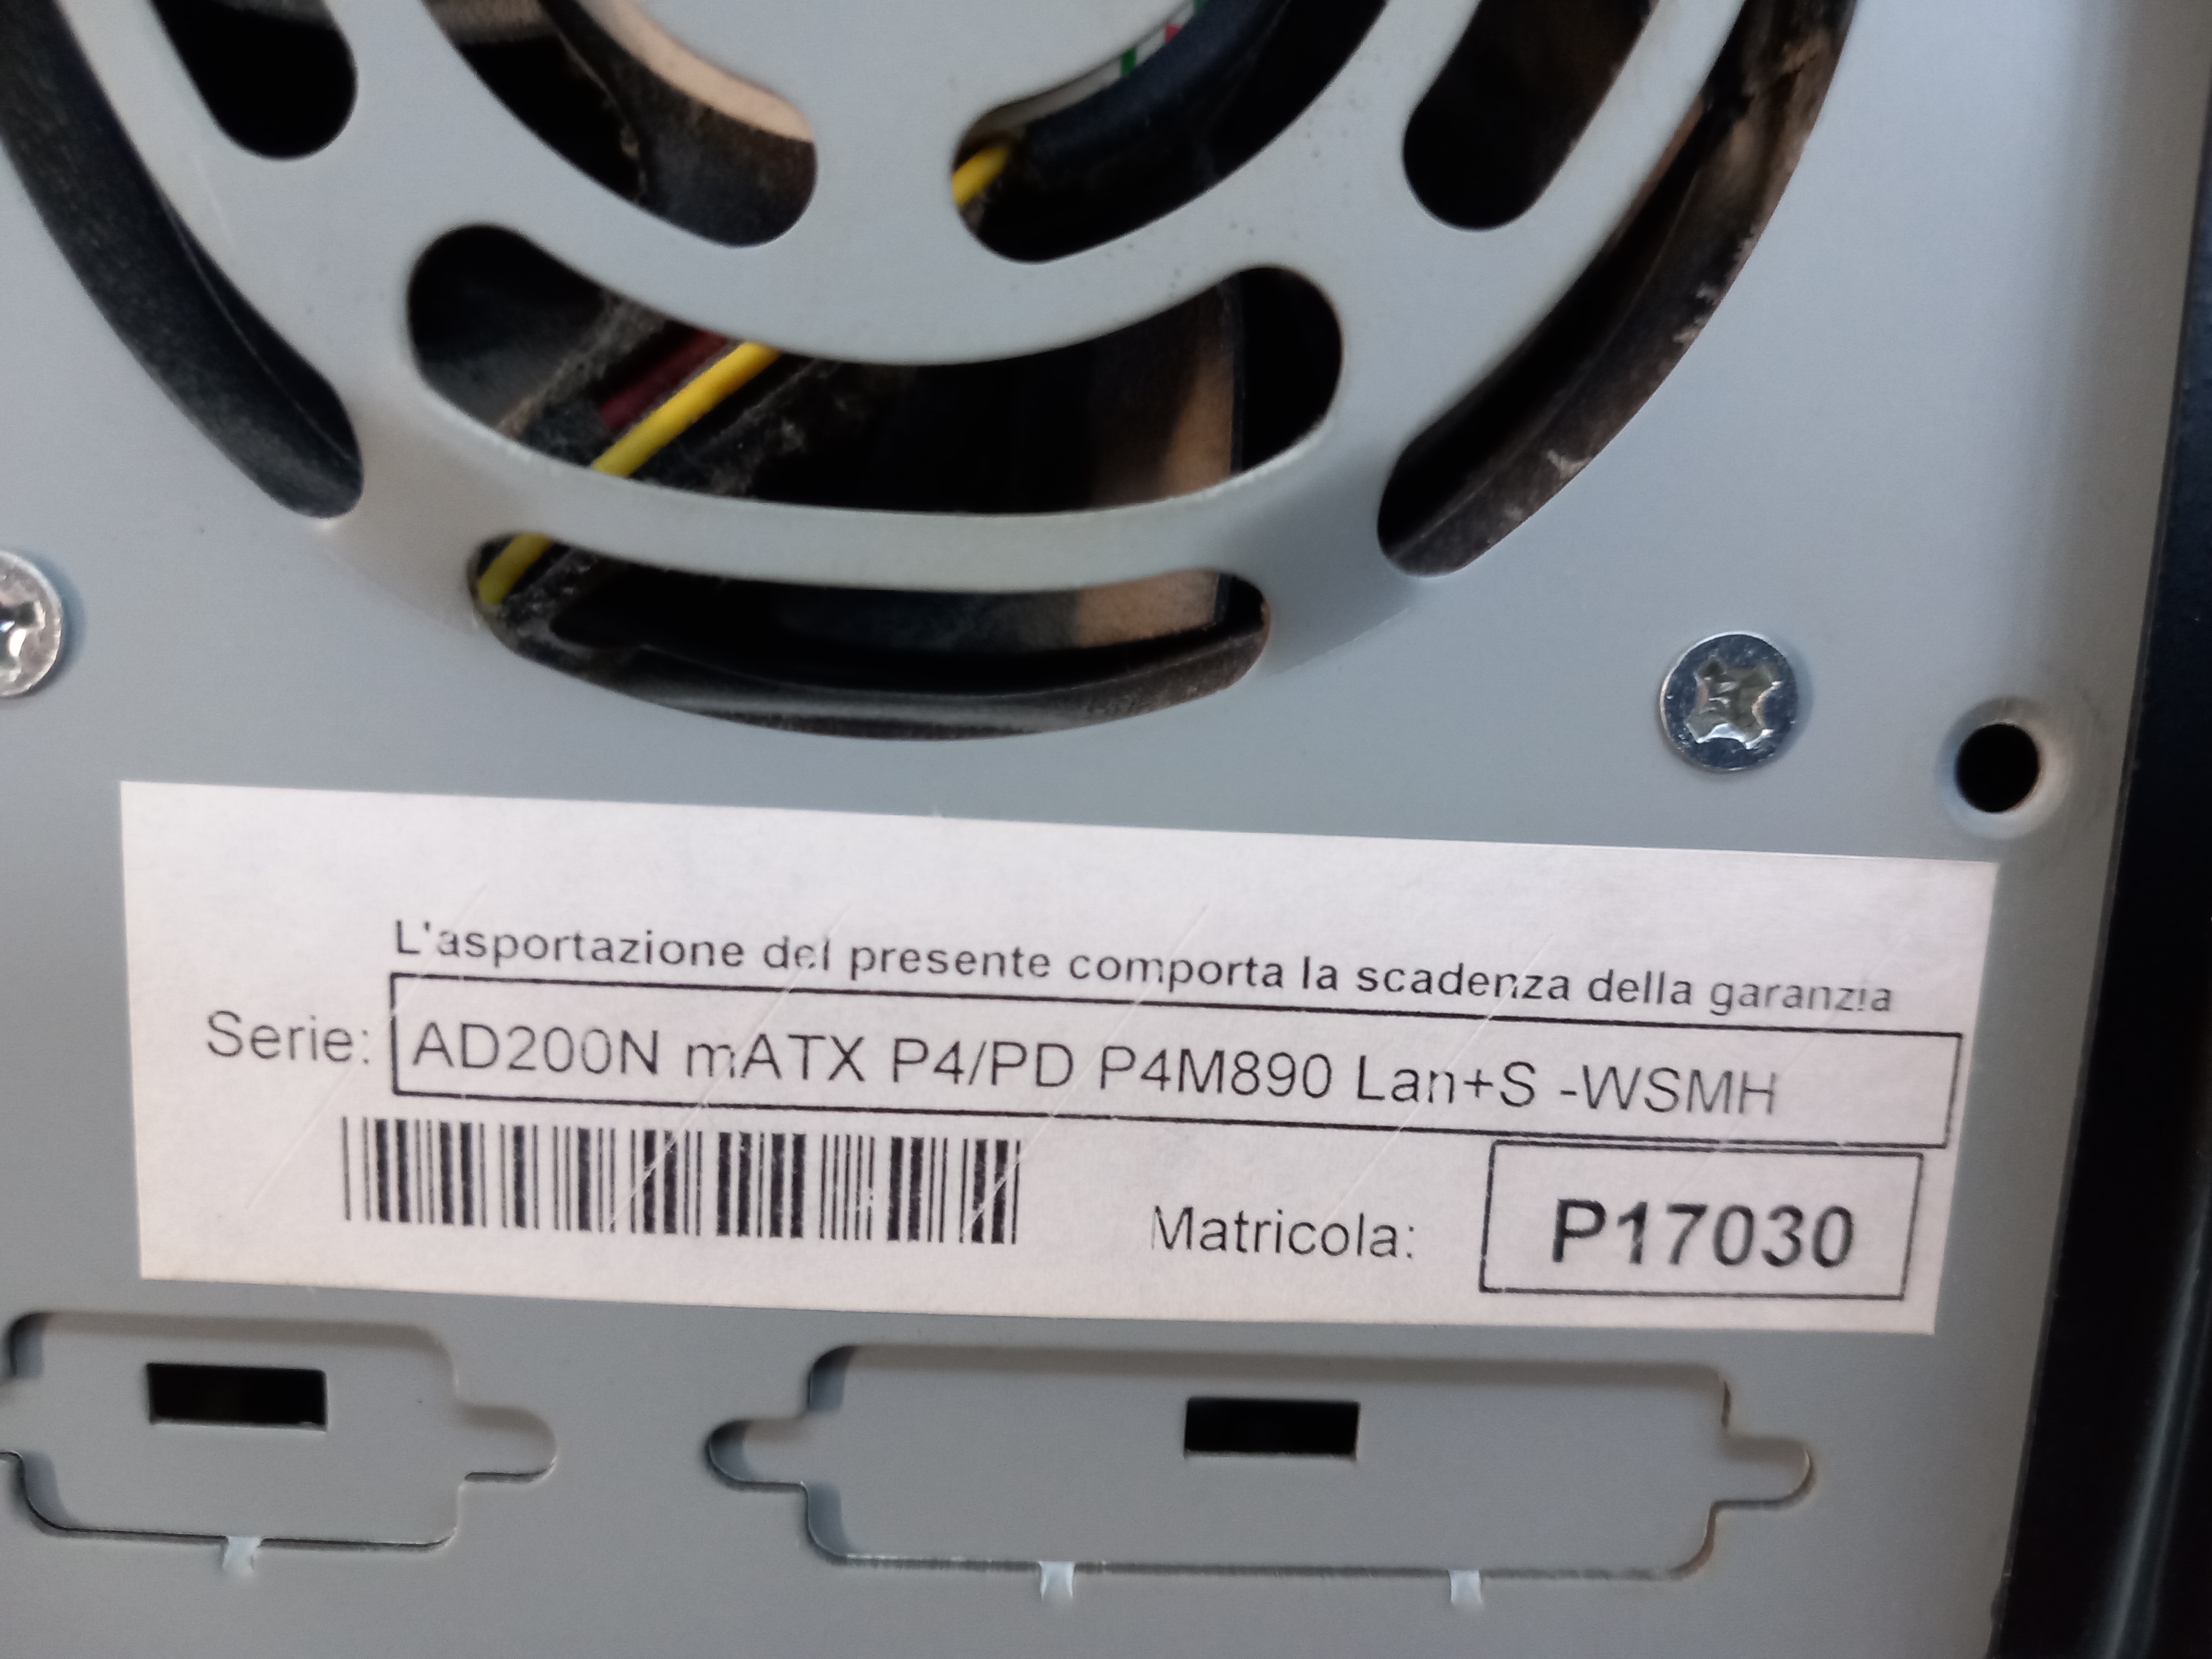 L'asportazione del presente comporta la scadenza della garanzia
Serie: AD200N mATX P4/PD P4M890 Lan+S -WSMH
Matricola: P17030